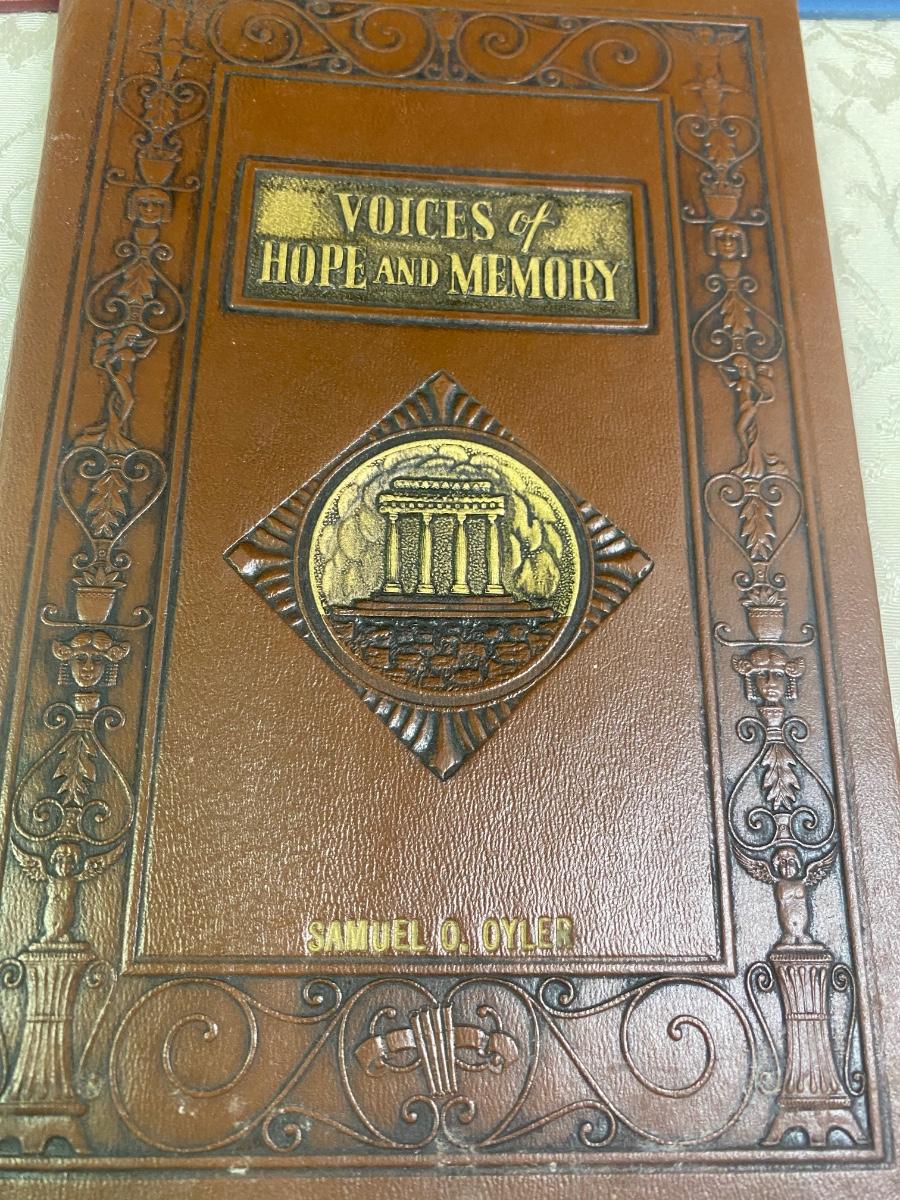 VOICES of
HOPE AND MEMORY
SAMUEL O. OYLER